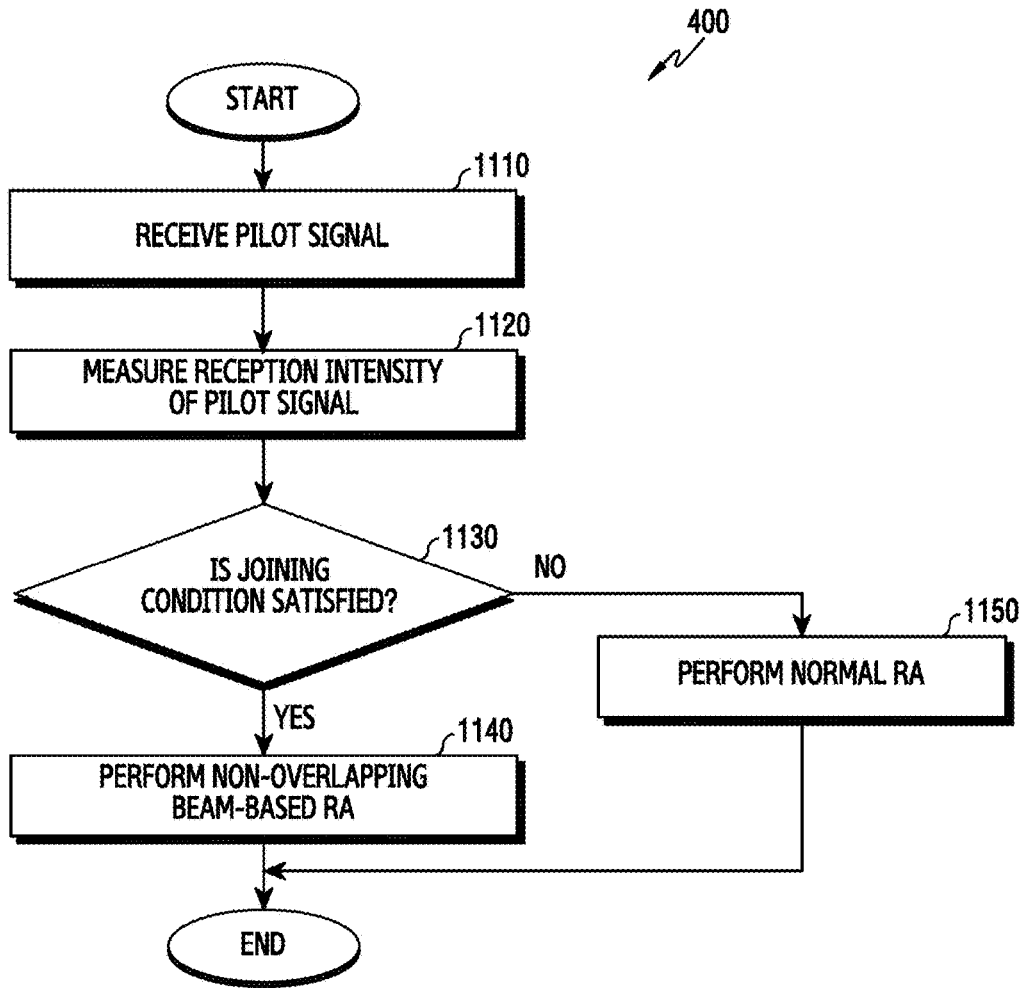 400
START
1110
RECEIVE PILOT SIGNAL
1120
MEASURE RECEPTION INTENSITY
OF PILOT SIGNAL
1130
IS JOINING
CONDITION SATISFIED?
NO
1150
PERFORM NORMAL RA
YES
1140
PERFORM NON-OVERLAPPING
BEAM-BASED RA
END